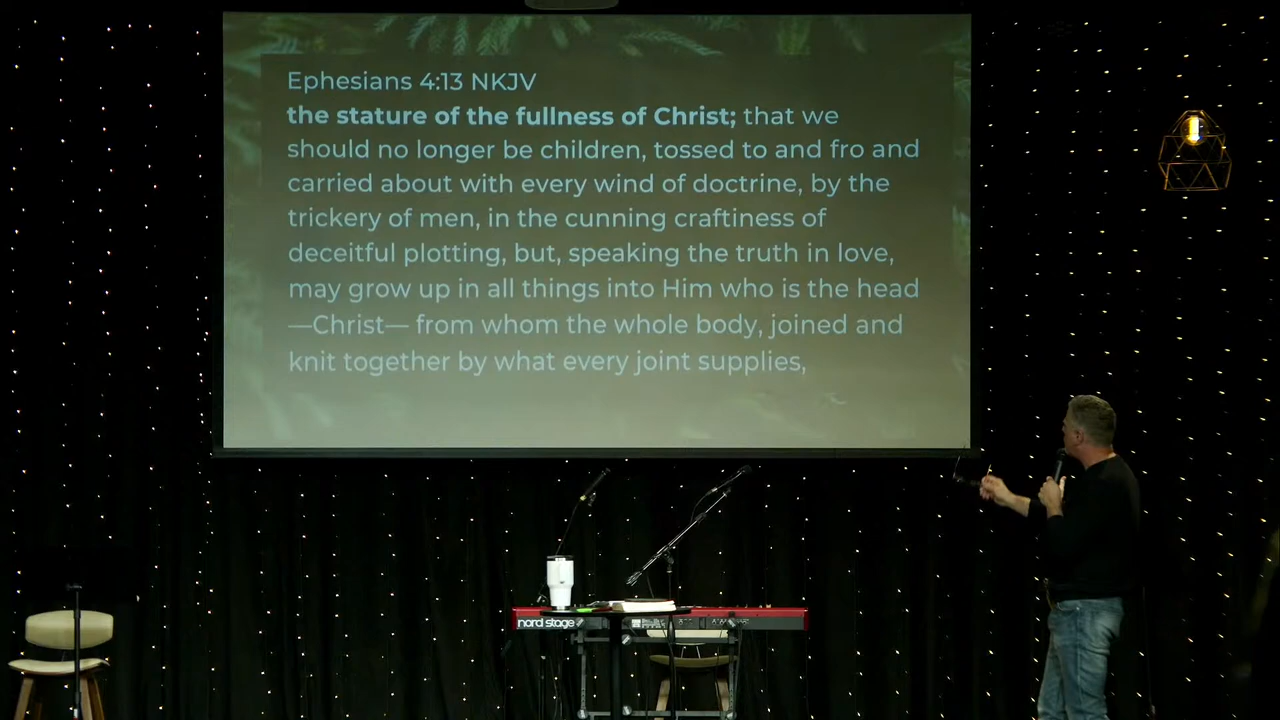 Ephesians 4:13 NKJV
the stature of the fullness of Christ; that we
should no longer be children, tossed to and fro and
carried about with every wind of doctrine, by the
trickery of men, in the cunning craftiness of
deceitful plotting, but, speaking the truth in love,
may grow up in all things into Him who is the head
—Christ— from whom the whole body, joined and
knit together by what every joint supplies,
nord stage